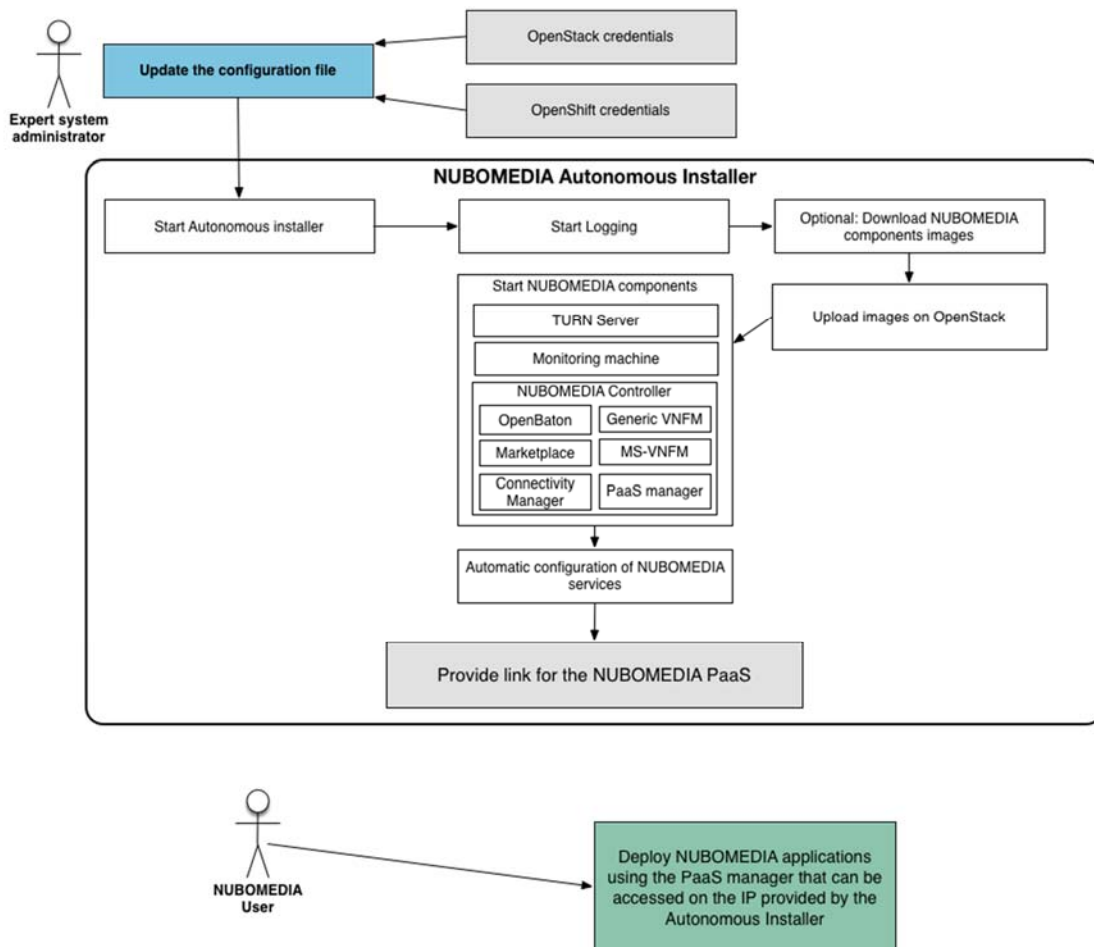 OpenStack credentials
Update the configuration file
OpenShift credentials
Expert system
administrator
NUBOMEDIA Autonomous Installer
Start Autonomous installer
Start Logging
Optional: Download NUBOMEDIA
components images
Start NUBOMEDIA components
Upload images on OpenStack
TURN Server
Monitoring machine
NUBOMEDIA Controller
OpenBaton
Generic VNFM
Marketplace
MS-VNFM
Connectivity
Manager
PaaS manager
Automatic configuration of NUBOMEDIA
services
Provide link for the NUBOMEDIA PaaS
NUBOMEDIA
User
Deploy NUBOMEDIA applications
using the PaaS manager that can be
accessed on the IP provided by the
Autonomous Installer